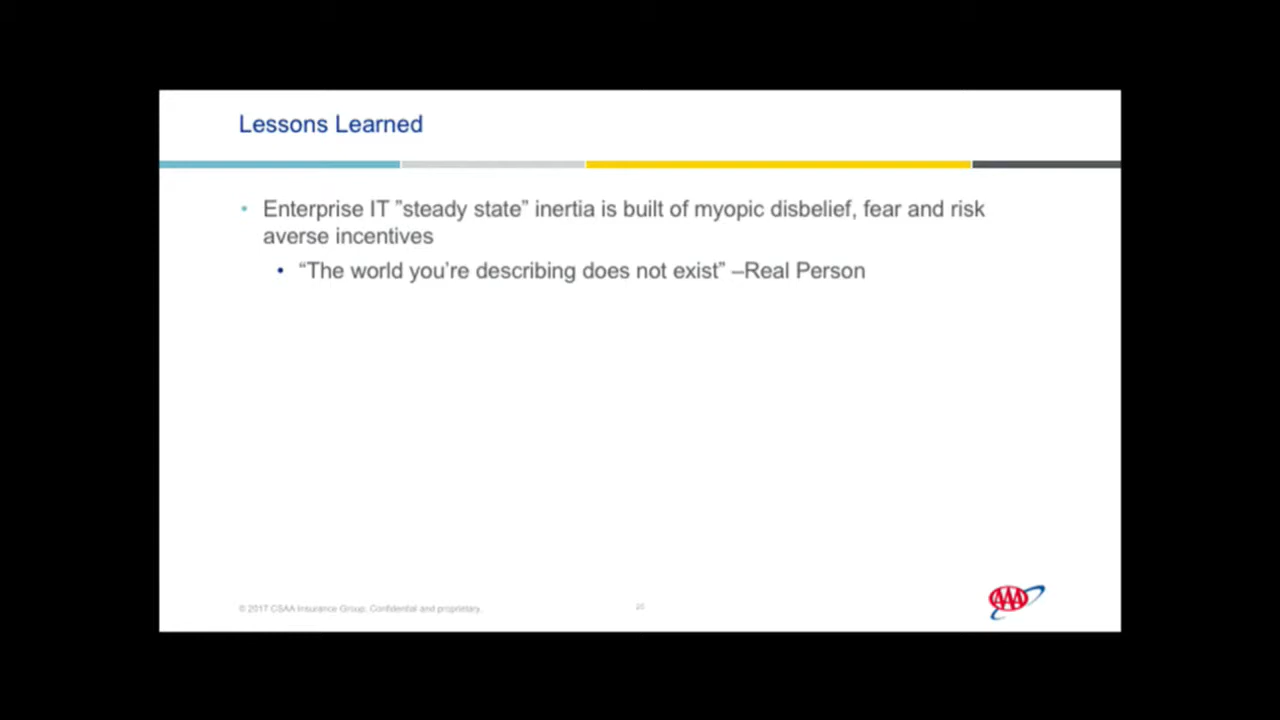 Lessons Learned
• Enterprise IT ”steady state” inertia is built of myopic disbelief, fear and risk
averse incentives
• “The world you’re describing does not exist” –Real Person
© 2017 CSAA Insurance Group. Confidential and proprietary.
AAA